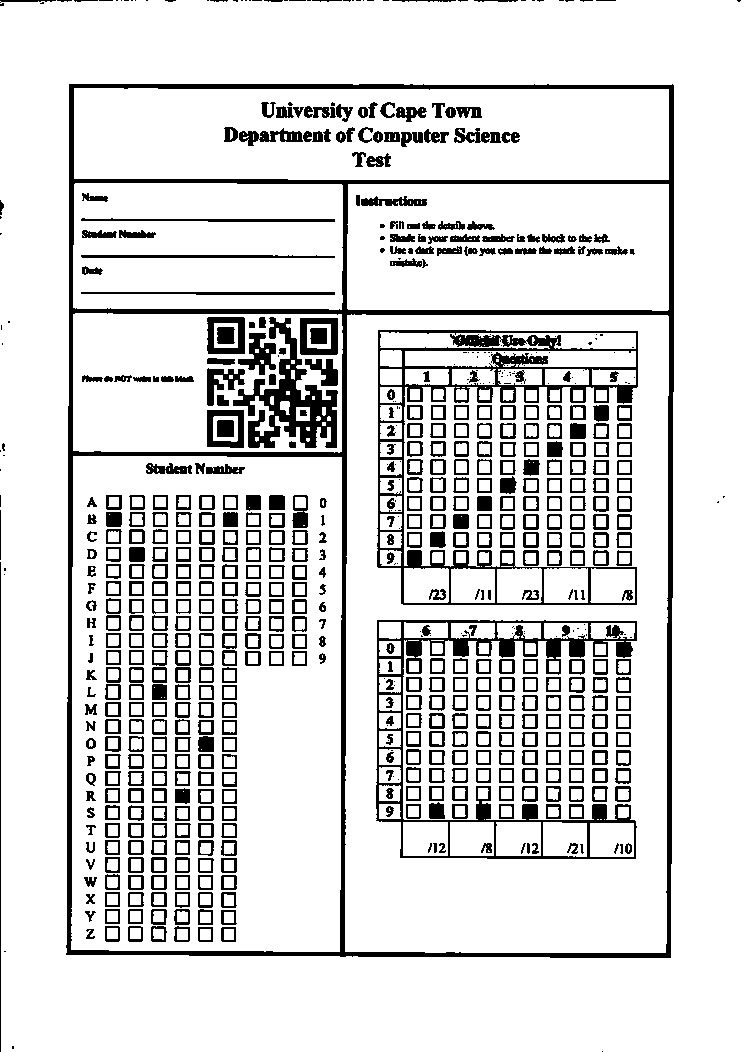 University of Cape Town
Department of Computer Science
Test
Name
Student Number
Date
Instructions
• Fill out the details above.
• Shade in your student number in the block to the left.
• Use a dark pencil (so you can erase the mark if you make a
mistake).
Please do NOT write in this block
Official Use Only!
Questions
1 2 3 4 5
0
1
2
3
4
5
6
7
8
9
/23 /11 /23 /11 /8
6 7 8 9 10
0
1
2
3
4
5
6
7
8
9
/12 /8 /12 /21 /10
Student Number
A 0
B 1
C 2
D 3
E 4
F 5
G 6
H 7
I 8
J 9
K
L
M
N
O
P
Q
R
S
T
U
V
W
X
Y
Z